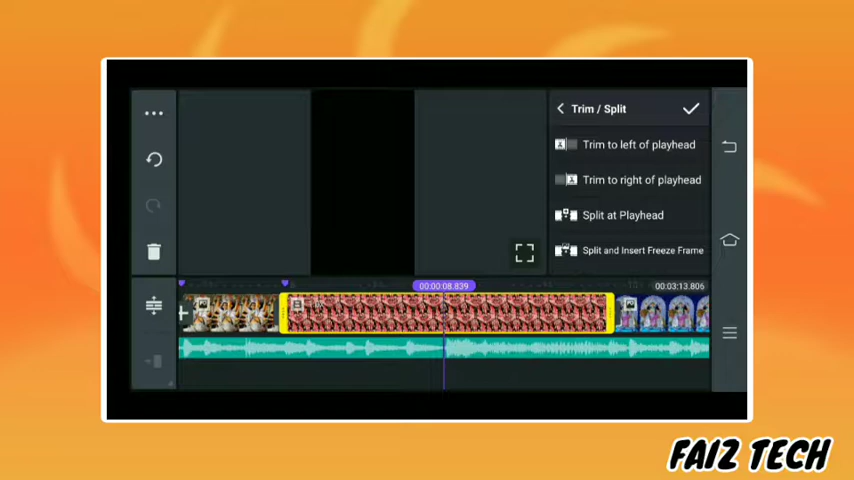 Trim / Split
Trim to left of playhead
Trim to right of playhead
Split at Playhead
Split and Insert Freeze Frame
00:00:08.839
00:03:13.806
FAIZ TECH